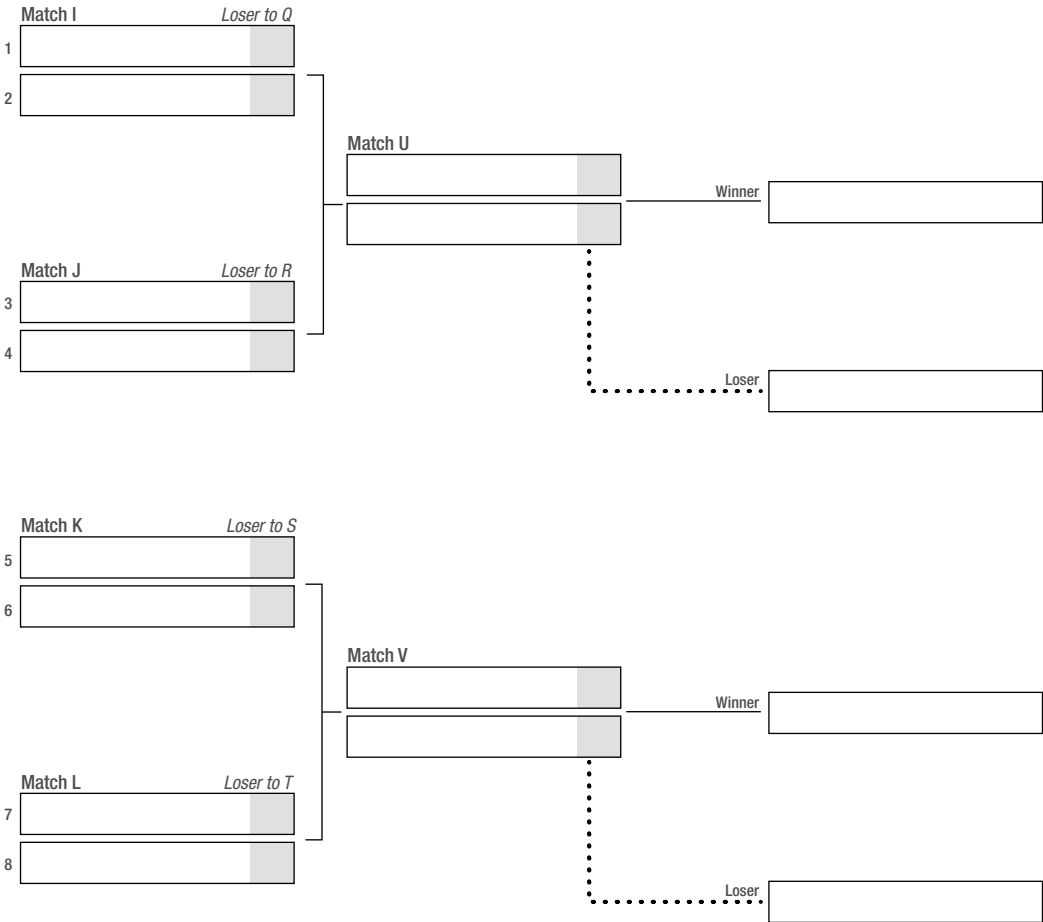 Match I Loser to Q
1
2
Match U
Winner
Match J Loser to R
3
4
Loser
Match K Loser to S
5
6
Match V
Winner
Match L Loser to T
7
8
Loser